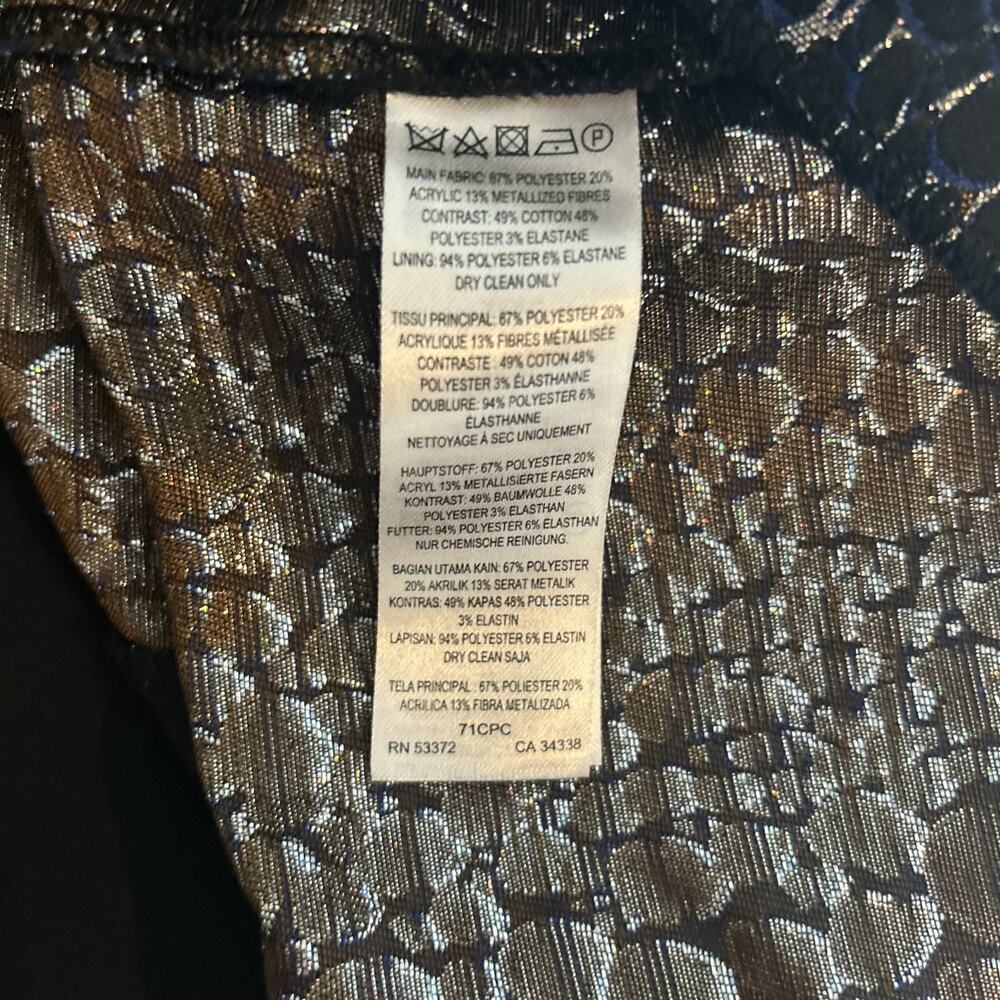 MAIN FABRIC: 67% POLYESTER 20%
ACRYLIC 13% METALLIZED FIBRES
CONTRAST: 49% COTTON 48%
POLYESTER 3% ELASTANE
LINING: 94% POLYESTER 6% ELASTANE
DRY CLEAN ONLY
TISSU PRINCIPAL: 67% POLYESTER 20%
ACRYLIQUE 13% FIBRES MÉTALLISÉE
CONTRASTE : 49% COTON 48%
POLYESTER 3% ÉLASTHANNE
DOUBLURE: 94% POLYESTER 6%
ÉLASTHANNE
NETTOYAGE À SEC UNIQUEMENT
HAUPTSTOFF: 67% POLYESTER 20%
ACRYL 13% METALLISIERTE FASERN
KONTRAST: 49% BAUMWOLLE 48%
POLYESTER 3% ELASTHAN
FUTTER: 94% POLYESTER 6% ELASTHAN
NUR CHEMISCHE REINIGUNG.
BAGIAN UTAMA KAIN: 67% POLYESTER
20% AKRILIK 13% SERAT METALIK
KONTRAS: 49% KAPAS 48% POLYESTER
3% ELASTIN
LAPISAN: 94% POLYESTER 6% ELASTIN
DRY CLEAN SAJA
TELA PRINCIPAL : 67% POLIESTER 20%
ACRILICA 13% FIBRA METALIZADA
71CPC
RN 53372 CA 34338